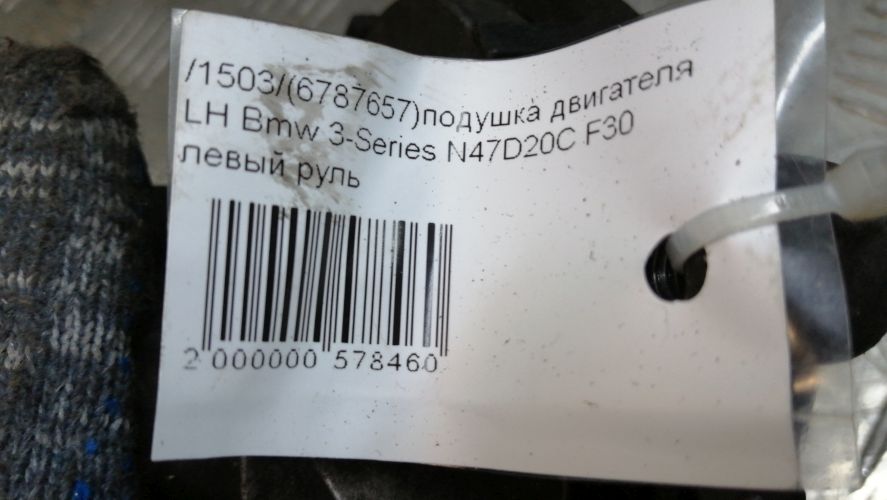 /1503/(6787657)подушка двигателя
LH Bmw 3-Series N47D20C F30
левый руль
2 000000 578460